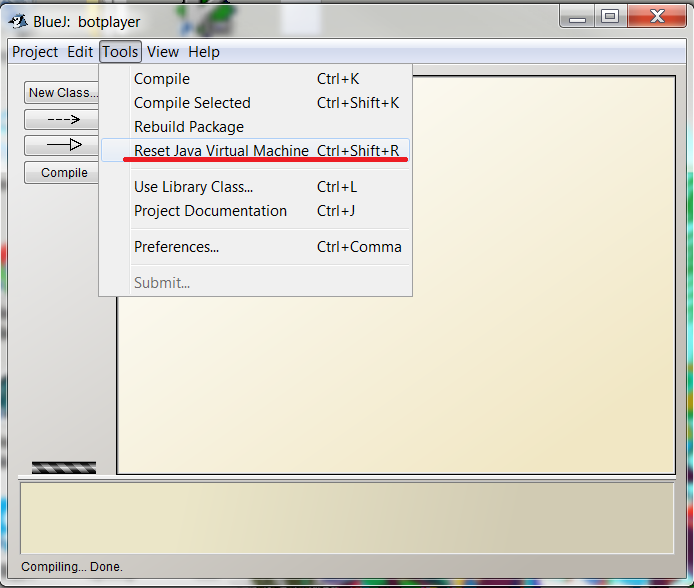 BlueJ: botplayer
Project Edit Tools View Help
New Class...
Compile
Compile Ctrl+K
Compile Selected Ctrl+Shift+K
Rebuild Package
Reset Java Virtual Machine Ctrl+Shift+R
Use Library Class... Ctrl+L
Project Documentation Ctrl+J
Preferences... Ctrl+Comma
Submit...
Compiling... Done.